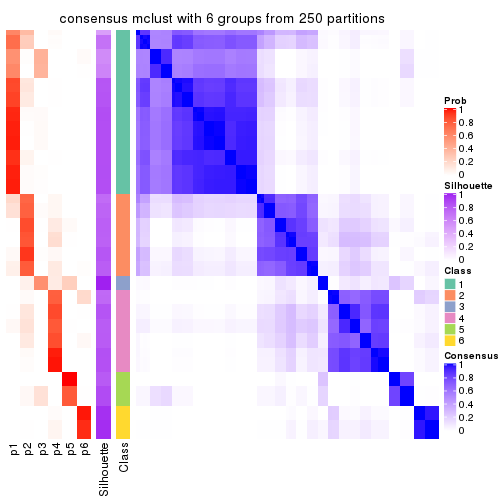 consensus mclust with 6 groups from 250 partitions
Prob
1
0.8
0.6
0.4
0.2
0
Silhouette
1
0.8
0.6
0.4
0.2
0
Class
1
2
3
4
5
6
Consensus
1
0.8
0.6
0.4
0.2
0
p1
p2
p3
p4
p5
p6
Silhouette
Class